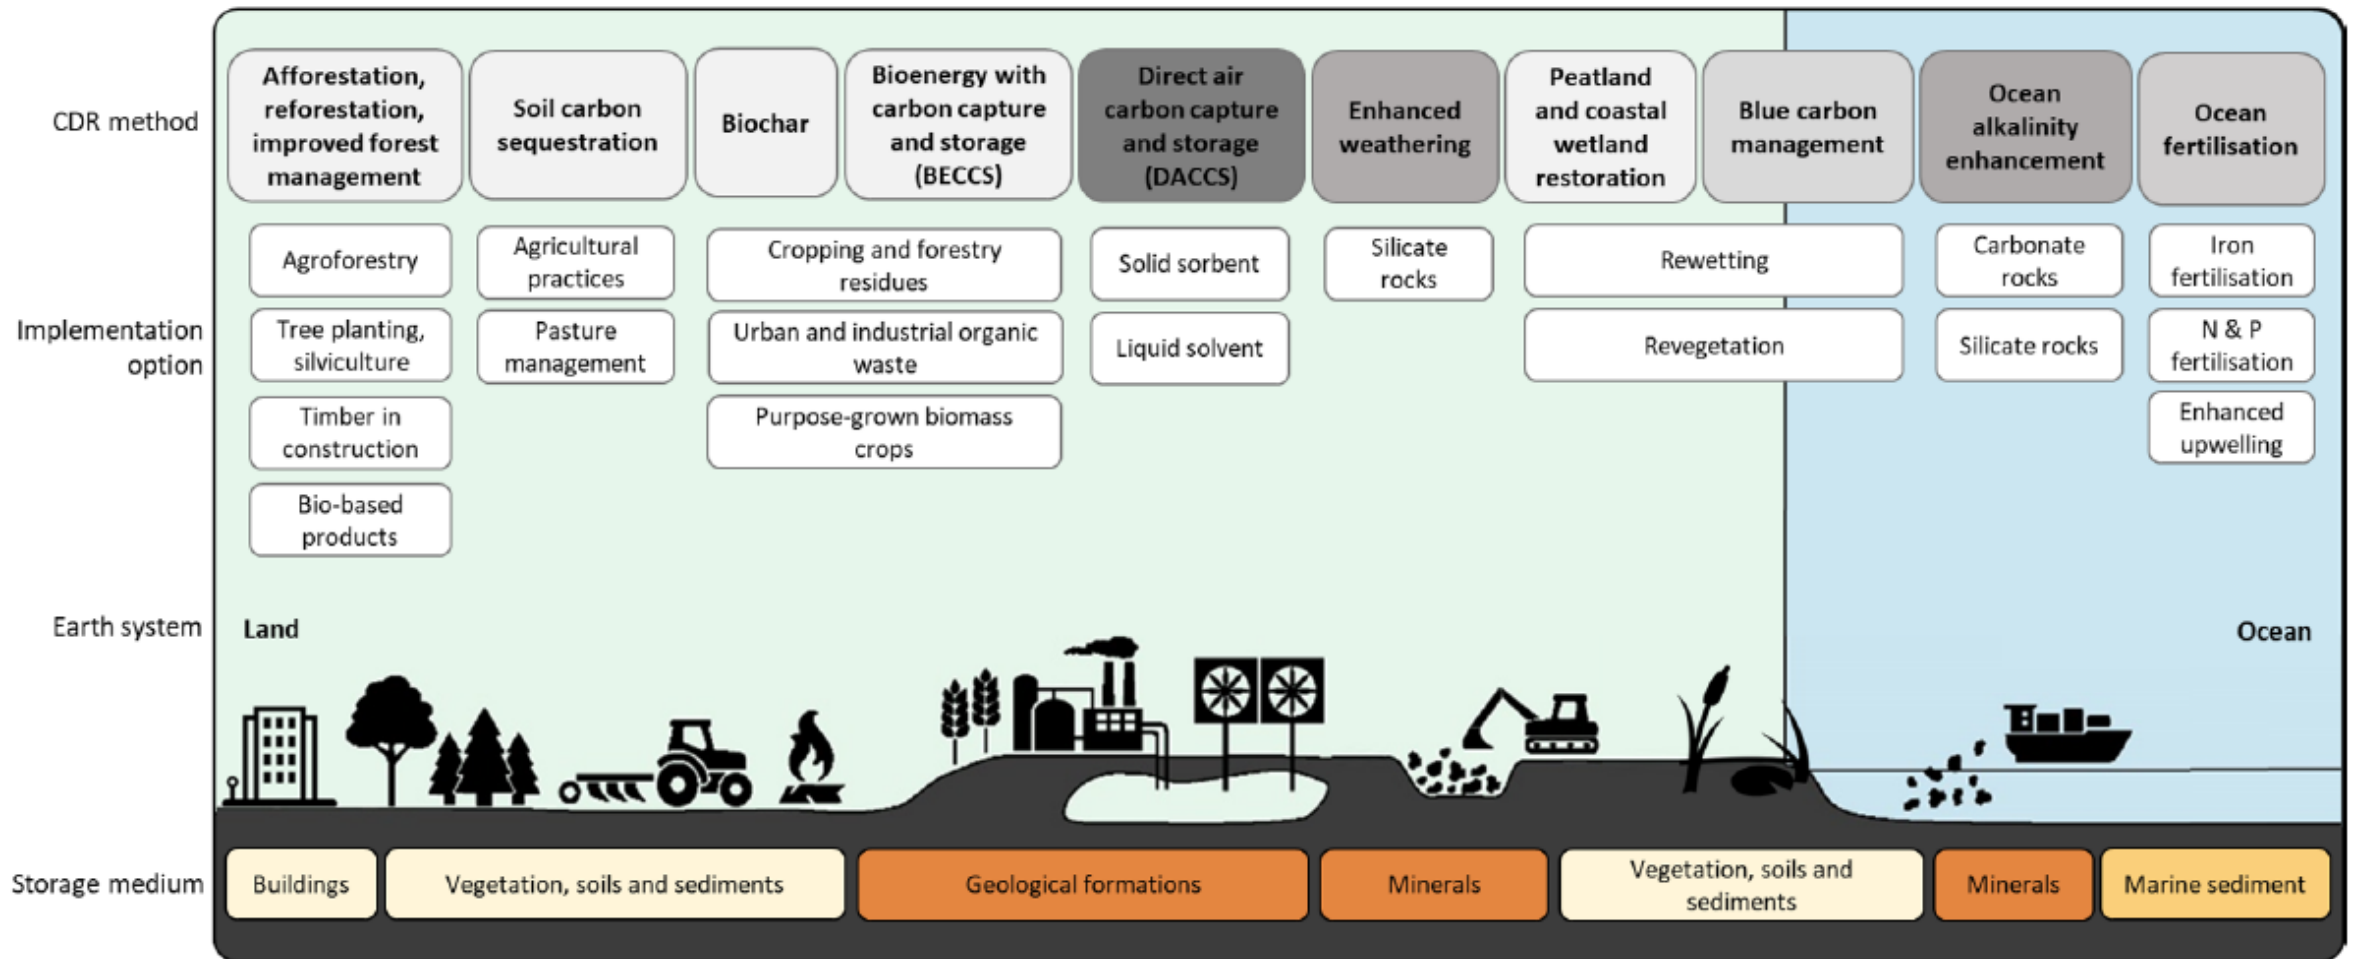 CDR method
Afforestation,
reforestation,
improved forest
management
Soil carbon
sequestration
Biochar
Bioenergy with
carbon capture
and storage
(BECCS)
Direct air
carbon capture
and storage
(DACCS)
Enhanced
weathering
Peatland
and coastal
wetland
restoration
Blue carbon
management
Ocean
alkalinity
enhancement
Ocean
fertilisation
Implementation
option
Agroforestry
Tree planting,
silviculture
Timber in
construction
Bio-based
products
Agricultural
practices
Pasture
management
Cropping and forestry
residues
Urban and industrial organic
waste
Purpose-grown biomass
crops
Solid sorbent
Liquid solvent
Silicate
rocks
Rewetting
Revegetation
Carbonate
rocks
Silicate rocks
Iron
fertilisation
N & P
fertilisation
Enhanced
upwelling
Earth system
Land
Ocean
Storage medium
Buildings
Vegetation, soils and sediments
Geological formations
Minerals
Vegetation, soils and
sediments
Minerals
Marine sediment